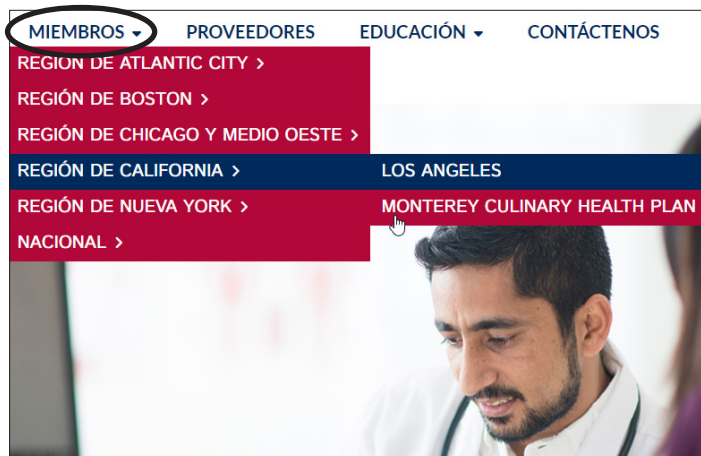 MIEMBROS PROVEEDORES EDUCACIÓN CONTÁCTENOS
REGIÓN DE ATLANTIC CITY >
REGIÓN DE BOSTON >
REGIÓN DE CHICAGO Y MEDIO OESTE >
REGIÓN DE CALIFORNIA > LOS ANGELES
REGIÓN DE NUEVA YORK > MONTEREY CULINARY HEALTH PLAN
NACIONAL >